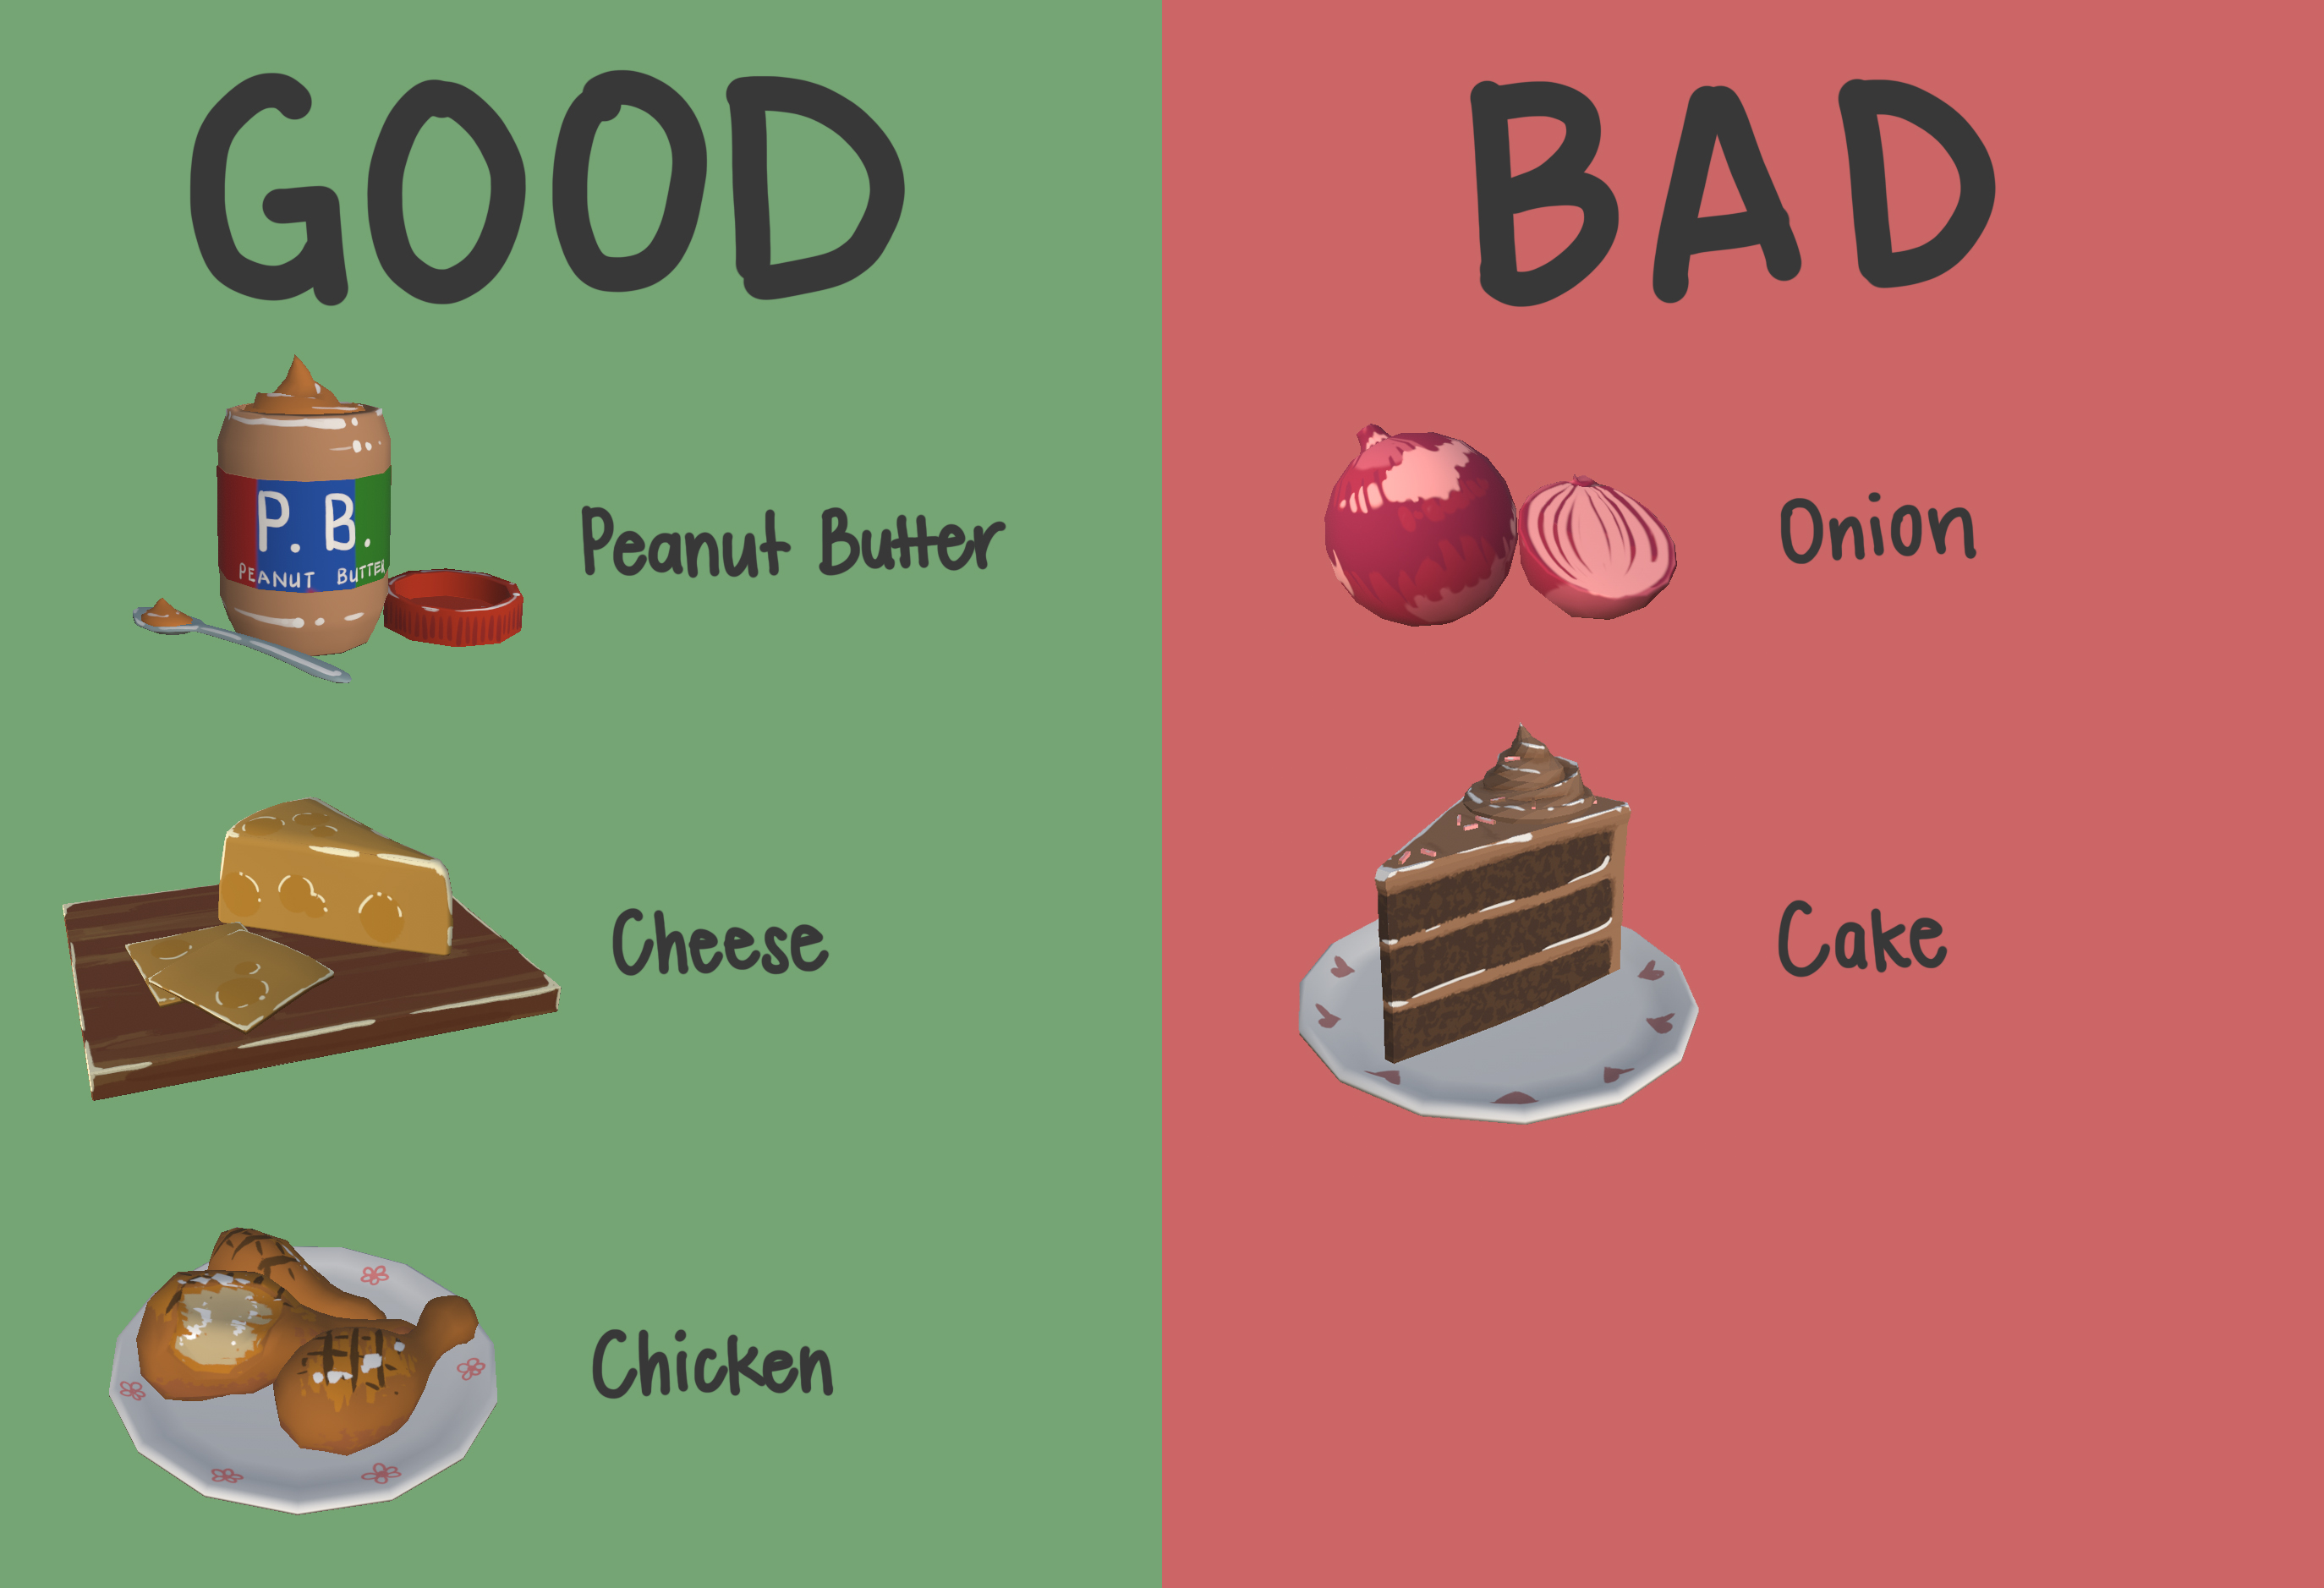 GOOD
P. B.
PEANUT BUTTER
Peanut Butter
Cheese
Chicken
BAD
Onion
Cake